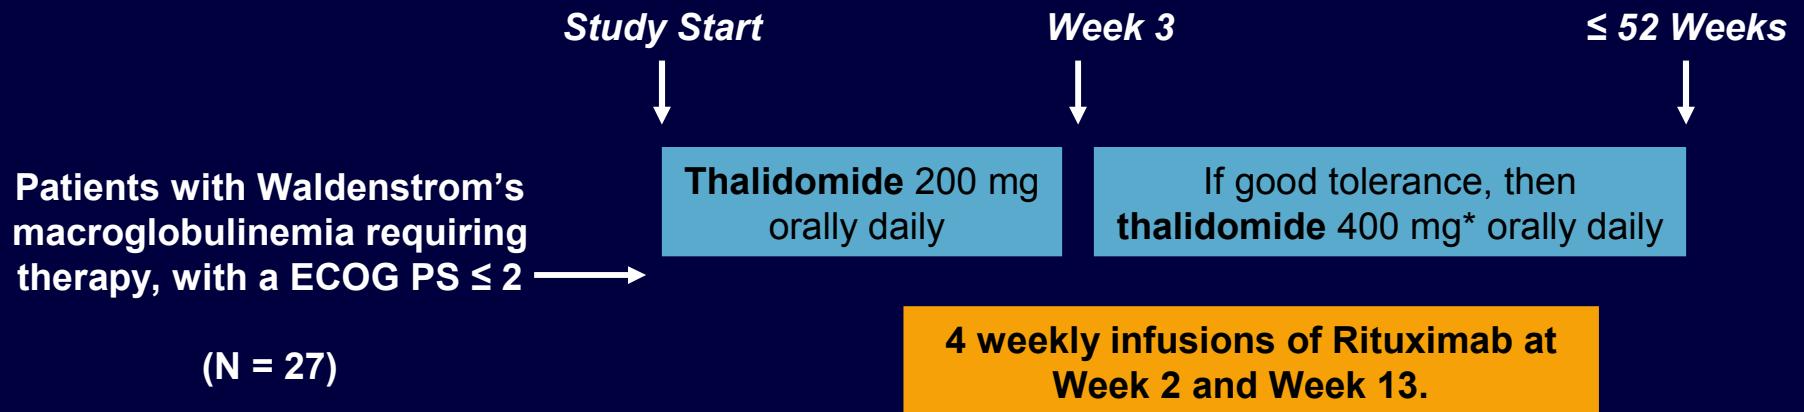 Study Start
Week 3
≤ 52 Weeks
Patients with Waldenstrom’s
macroglobulinemia requiring
therapy, with a ECOG PS ≤ 2
(N = 27)
Thalidomide 200 mg
orally daily
If good tolerance, then
thalidomide 400 mg* orally daily
4 weekly infusions of Rituximab at
Week 2 and Week 13.